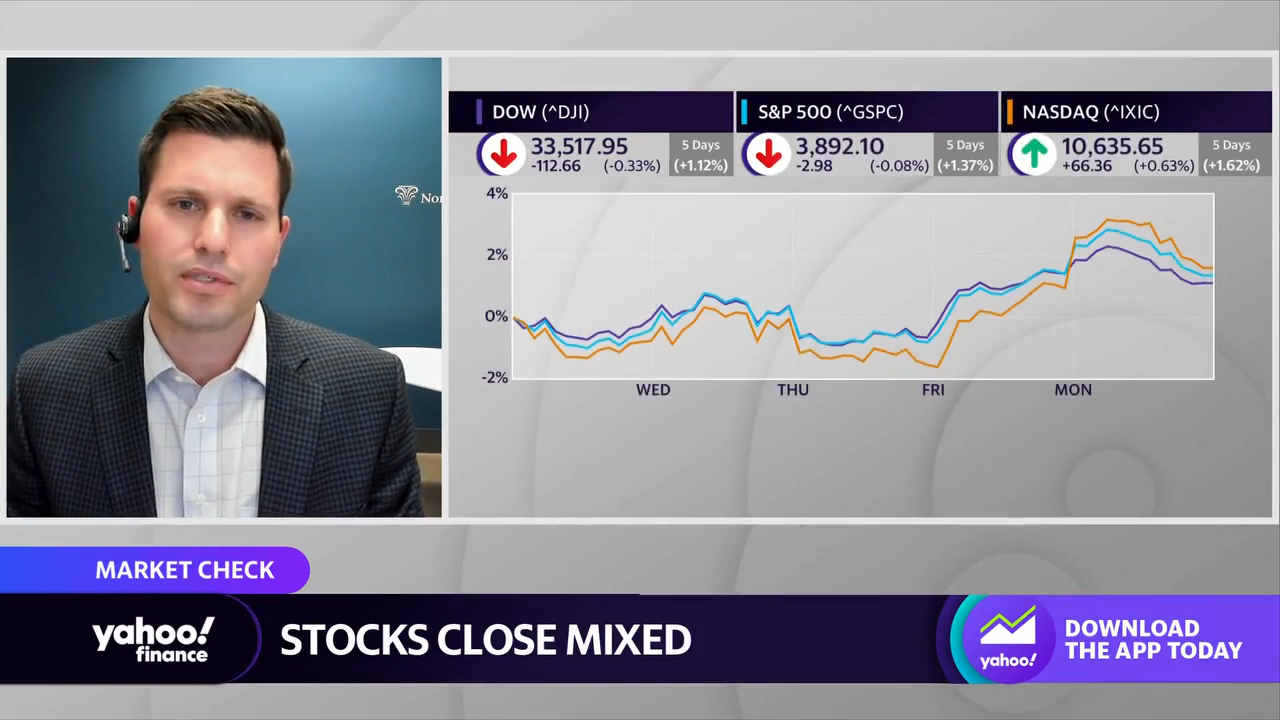 DOW (^DJI)
33,517.95
-112.66 (-0.33%)
5 Days
(+1.12%)
S&P 500 (^GSPC)
3,892.10
-2.98 (-0.08%)
5 Days
(+1.37%)
NASDAQ (^IXIC)
10,635.65
+66.36 (+0.63%)
5 Days
(+1.62%)
4%
2%
0%
-2%
WED THU FRI MON
Nor
MARKET CHECK
yahoo!
finance
STOCKS CLOSE MIXED
yahoo!
DOWNLOAD
THE APP TODAY